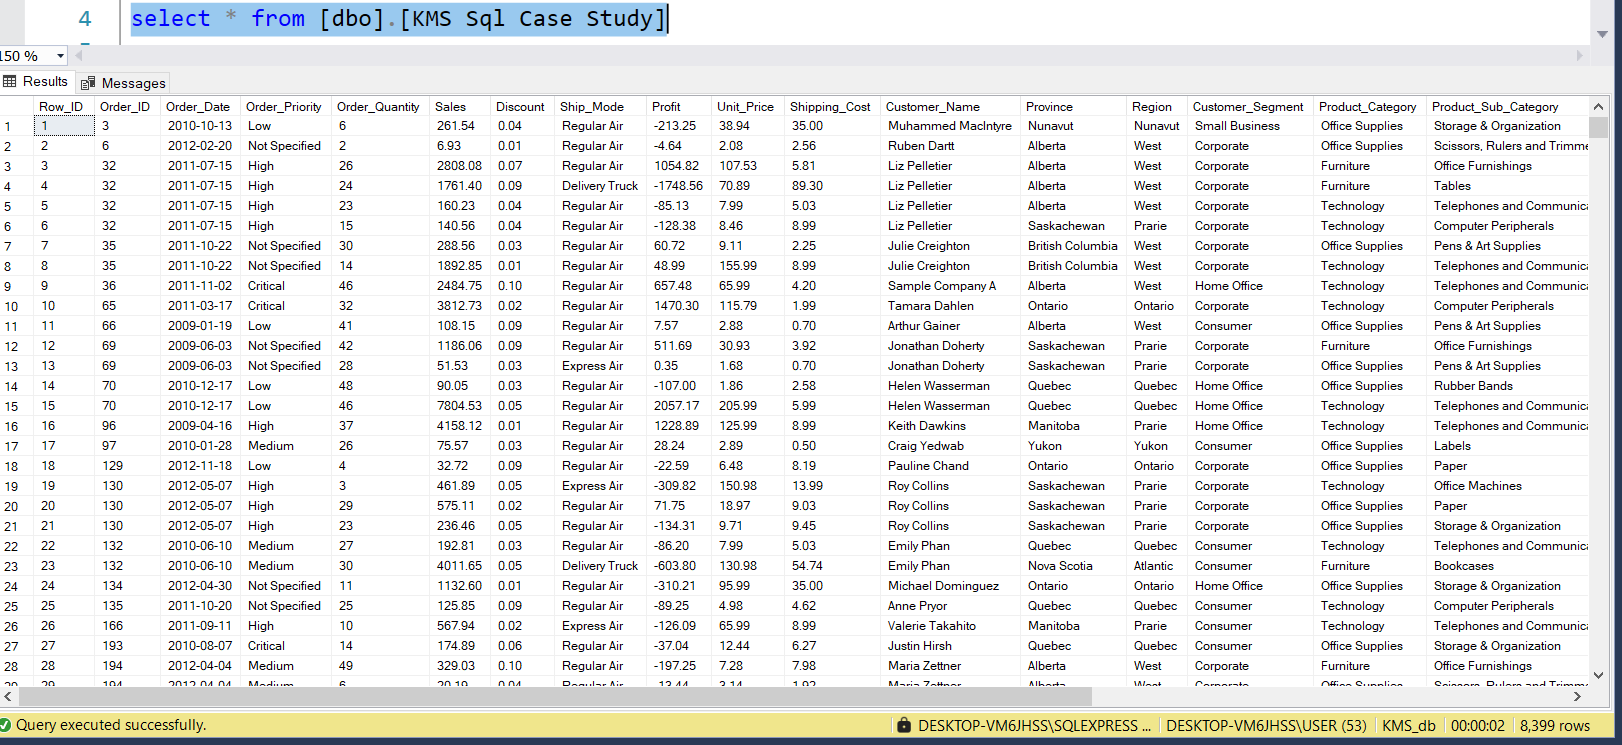 4 select * from [dbo].[KMS Sql Case Study]
150 %
Results Messages
Row_ID Order_ID Order_Date Order_Priority Order_Quantity Sales Discount Ship_Mode Profit Unit_Price Shipping_Cost Customer_Name Province Region Customer_Segment Product_Category Product_Sub_Category
1 1 3 2010-10-13 Low 6 261.54 0.04 Regular Air -213.25 38.94 35.00 Muhammed MacIntyre Nunavut Nunavut Small Business Office Supplies Storage & Organization
2 2 6 2012-02-20 Not Specified 2 6.93 0.01 Regular Air -4.64 2.08 2.56 Ruben Dartt Alberta West Corporate Office Supplies Scissors, Rulers and Trimme
3 3 32 2011-07-15 High 26 2808.08 0.07 Regular Air 1054.82 107.53 5.81 Liz Pelletier Alberta West Corporate Furniture Office Furnishings
4 4 32 2011-07-15 High 24 1761.40 0.09 Delivery Truck -1748.56 70.89 89.30 Liz Pelletier Alberta West Corporate Furniture Tables
5 5 32 2011-07-15 High 23 160.23 0.04 Regular Air -85.13 7.99 5.03 Liz Pelletier Alberta West Corporate Technology Telephones and Communica
6 6 32 2011-07-15 High 15 140.56 0.04 Regular Air -128.38 8.46 8.99 Liz Pelletier Saskachewan Prarie Corporate Technology Computer Peripherals
7 7 35 2011-10-22 Not Specified 30 288.56 0.03 Regular Air 60.72 9.11 2.25 Julie Creighton British Columbia West Corporate Office Supplies Pens & Art Supplies
8 8 35 2011-10-22 Not Specified 14 1892.85 0.01 Regular Air 48.99 155.99 8.99 Julie Creighton British Columbia West Corporate Technology Telephones and Communica
9 9 36 2011-11-02 Critical 46 2484.75 0.10 Regular Air 657.48 65.99 4.20 Sample Company A Alberta West Home Office Technology Telephones and Communica
10 10 65 2011-03-17 Critical 32 3812.73 0.02 Regular Air 1470.30 115.79 1.99 Tamara Dahlen Ontario Ontario Corporate Technology Computer Peripherals
11 11 66 2009-01-19 Low 41 108.15 0.09 Regular Air 7.57 2.88 0.70 Arthur Gainer Alberta West Consumer Office Supplies Pens & Art Supplies
12 12 69 2009-06-03 Not Specified 42 1186.06 0.09 Regular Air 511.69 30.93 3.92 Jonathan Doherty Saskachewan Prarie Corporate Furniture Office Furnishings
13 13 69 2009-06-03 Not Specified 28 51.53 0.03 Express Air 0.35 1.68 0.70 Jonathan Doherty Saskachewan Prarie Corporate Office Supplies Pens & Art Supplies
14 14 70 2010-12-17 Low 48 90.05 0.03 Regular Air -107.00 1.86 2.58 Helen Wasserman Quebec Quebec Home Office Office Supplies Rubber Bands
15 15 70 2010-12-17 Low 46 7804.53 0.05 Regular Air 2057.17 205.99 5.99 Helen Wasserman Quebec Quebec Home Office Technology Telephones and Communica
16 16 96 2009-04-16 High 37 4158.12 0.01 Regular Air 1228.89 125.99 8.99 Keith Dawkins Manitoba Prarie Home Office Technology Telephones and Communica
17 17 97 2010-01-28 Medium 26 75.57 0.03 Regular Air 28.24 2.89 0.50 Craig Yedwab Yukon Yukon Consumer Office Supplies Labels
18 18 129 2012-11-18 Low 4 32.72 0.09 Regular Air -22.59 6.48 8.19 Pauline Chand Ontario Ontario Corporate Office Supplies Paper
19 19 130 2012-05-07 High 3 461.89 0.05 Express Air -309.82 150.98 13.99 Roy Collins Saskachewan Prarie Corporate Technology Office Machines
20 20 130 2012-05-07 High 29 575.11 0.02 Regular Air 71.75 18.97 9.03 Roy Collins Saskachewan Prarie Corporate Office Supplies Paper
21 21 130 2012-05-07 High 23 236.46 0.05 Regular Air -134.31 9.71 9.45 Roy Collins Saskachewan Prarie Corporate Office Supplies Storage & Organization
22 22 132 2010-06-10 Medium 27 192.81 0.03 Regular Air -86.20 7.99 5.03 Emily Phan Quebec Quebec Consumer Technology Telephones and Communica
23 23 132 2010-06-10 Medium 30 4011.65 0.05 Delivery Truck -603.80 130.98 54.74 Emily Phan Nova Scotia Atlantic Consumer Furniture Bookcases
24 24 134 2012-04-30 Not Specified 11 1132.60 0.01 Regular Air -310.21 95.99 35.00 Michael Dominguez Ontario Ontario Home Office Office Supplies Storage & Organization
25 25 135 2011-10-20 Not Specified 25 125.85 0.09 Regular Air -89.25 4.98 4.62 Anne Pryor Quebec Quebec Consumer Technology Computer Peripherals
26 26 166 2011-09-11 High 10 567.94 0.02 Express Air -126.09 65.99 8.99 Valerie Takahito Manitoba Prarie Consumer Technology Telephones and Communica
27 27 193 2010-08-07 Critical 14 174.89 0.06 Regular Air -37.04 12.44 6.27 Justin Hirsh Quebec Quebec Consumer Office Supplies Storage & Organization
28 28 194 2012-04-04 Medium 49 329.03 0.10 Regular Air -197.25 7.28 7.98 Maria Zettner Alberta West Corporate Furniture Office Furnishings
29 29 194 2012-04-04 Medium 6 20.19 0.04 Regular Air -13.44 3.14 1.92 Maria Zettner Alberta West Corporate Office Supplies Scissors, Rulers and Trimme
Query executed successfully. DESKTOP-VM6JHSS\SQLEXPRESS ... DESKTOP-VM6JHSS\USER (53) KMS_db 00:00:02 8,399 rows